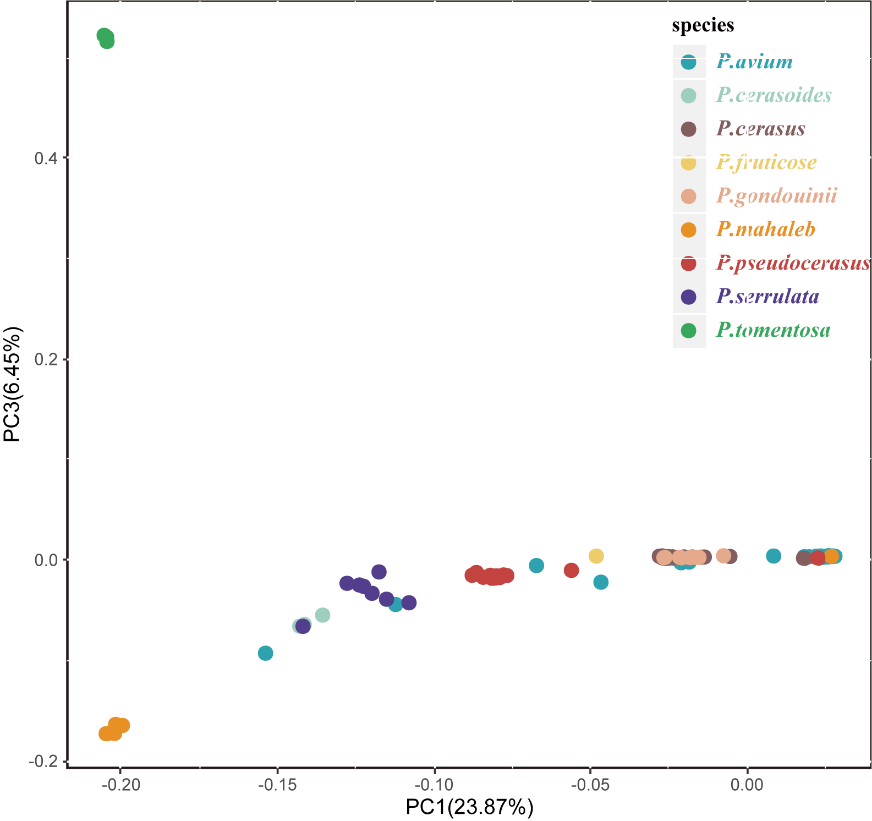 species
P.avium
P.cerasoides
P.cerasus
P.fruticose
P.gondouinii
P.mahaleb
P.pseudocerasus
P.serrulata
P.tomentosa
PC3(6.45%)
0.4
0.2
0.0
-0.2
-0.20
-0.15
-0.10
-0.05
0.00
PC1(23.87%)